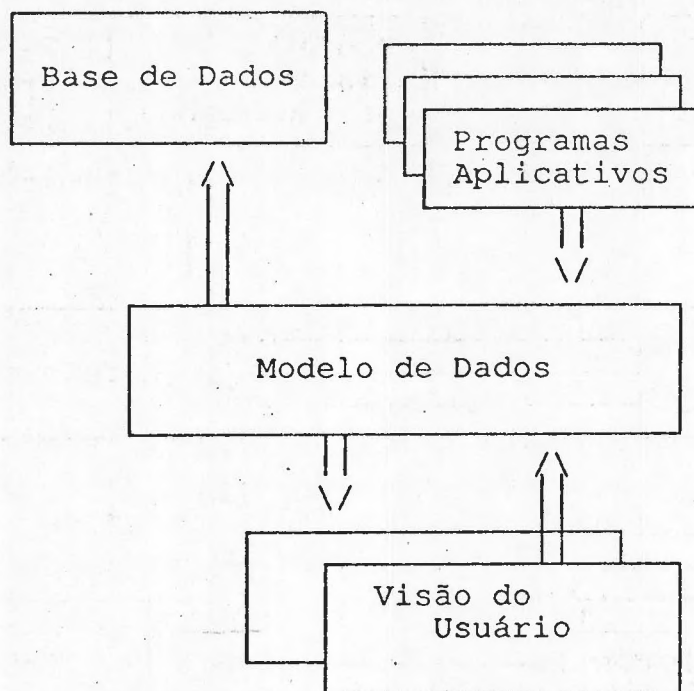 Base de Dados
Programas
Aplicativos
Modelo de Dados
Visão do
Usuário